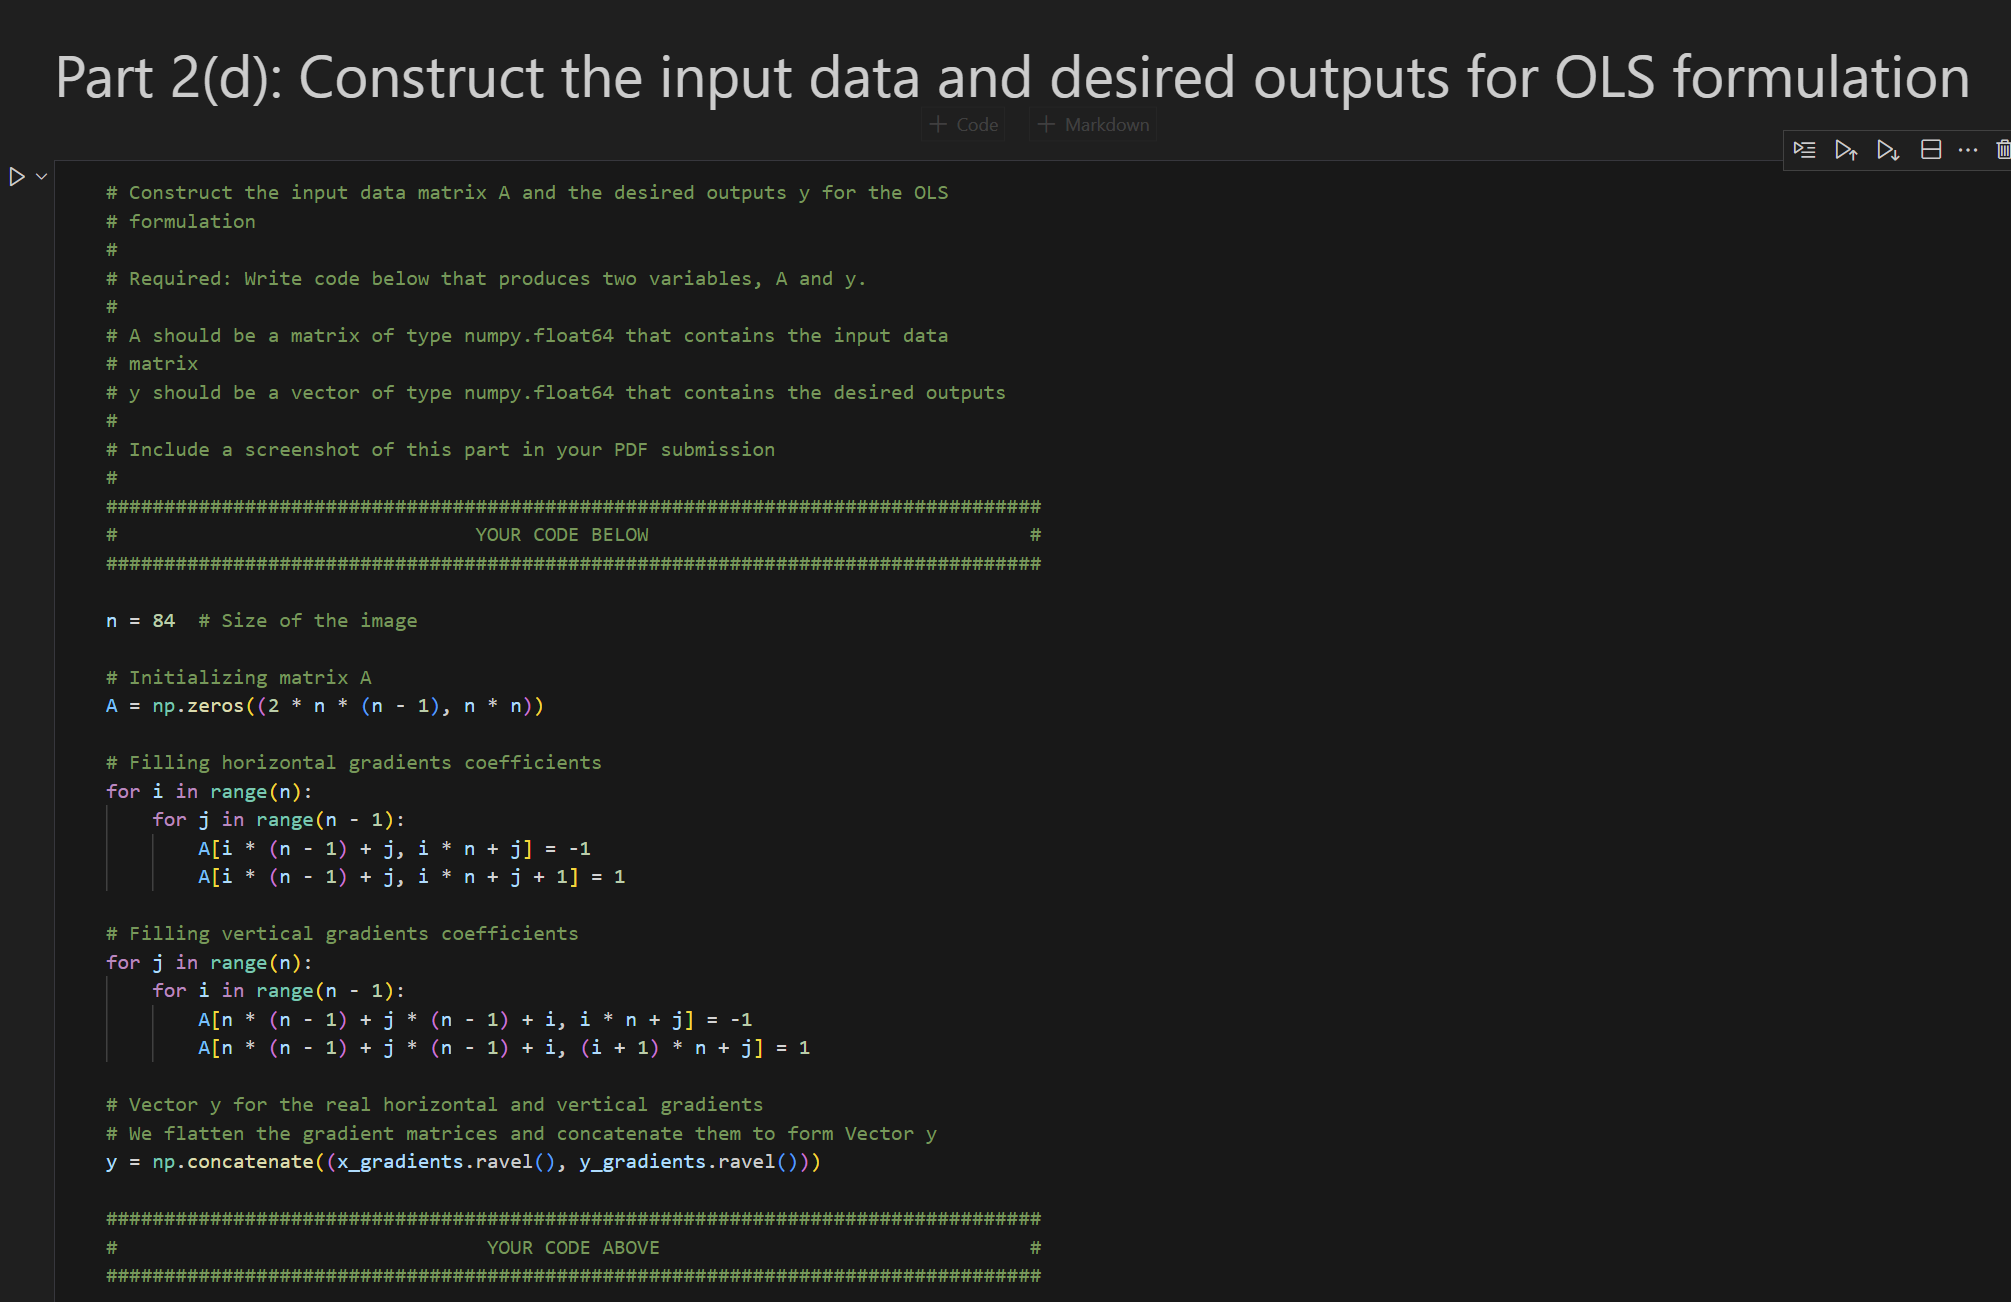 Part 2(d): Construct the input data and desired outputs for OLS formulation
+ Code + Markdown
# Construct the input data matrix A and the desired outputs y for the OLS
# formulation
#
# Required: Write code below that produces two variables, A and y.
#
# A should be a matrix of type numpy.float64 that contains the input data
# matrix
# y should be a vector of type numpy.float64 that contains the desired outputs
#
# Include a screenshot of this part in your PDF submission
#
#################################################################################
#                               YOUR CODE BELOW                                 #
#################################################################################
n = 84  # Size of the image
# Initializing matrix A
A = np.zeros((2 * n * (n - 1), n * n))
# Filling horizontal gradients coefficients
for i in range(n):
    for j in range(n - 1):
        A[i * (n - 1) + j, i * n + j] = -1
        A[i * (n - 1) + j, i * n + j + 1] = 1
# Filling vertical gradients coefficients
for j in range(n):
    for i in range(n - 1):
        A[n * (n - 1) + j * (n - 1) + i, i * n + j] = -1
        A[n * (n - 1) + j * (n - 1) + i, (i + 1) * n + j] = 1
# Vector y for the real horizontal and vertical gradients
# We flatten the gradient matrices and concatenate them to form Vector y
y = np.concatenate((x_gradients.ravel(), y_gradients.ravel()))
#################################################################################
#                                YOUR CODE ABOVE                                #
#################################################################################